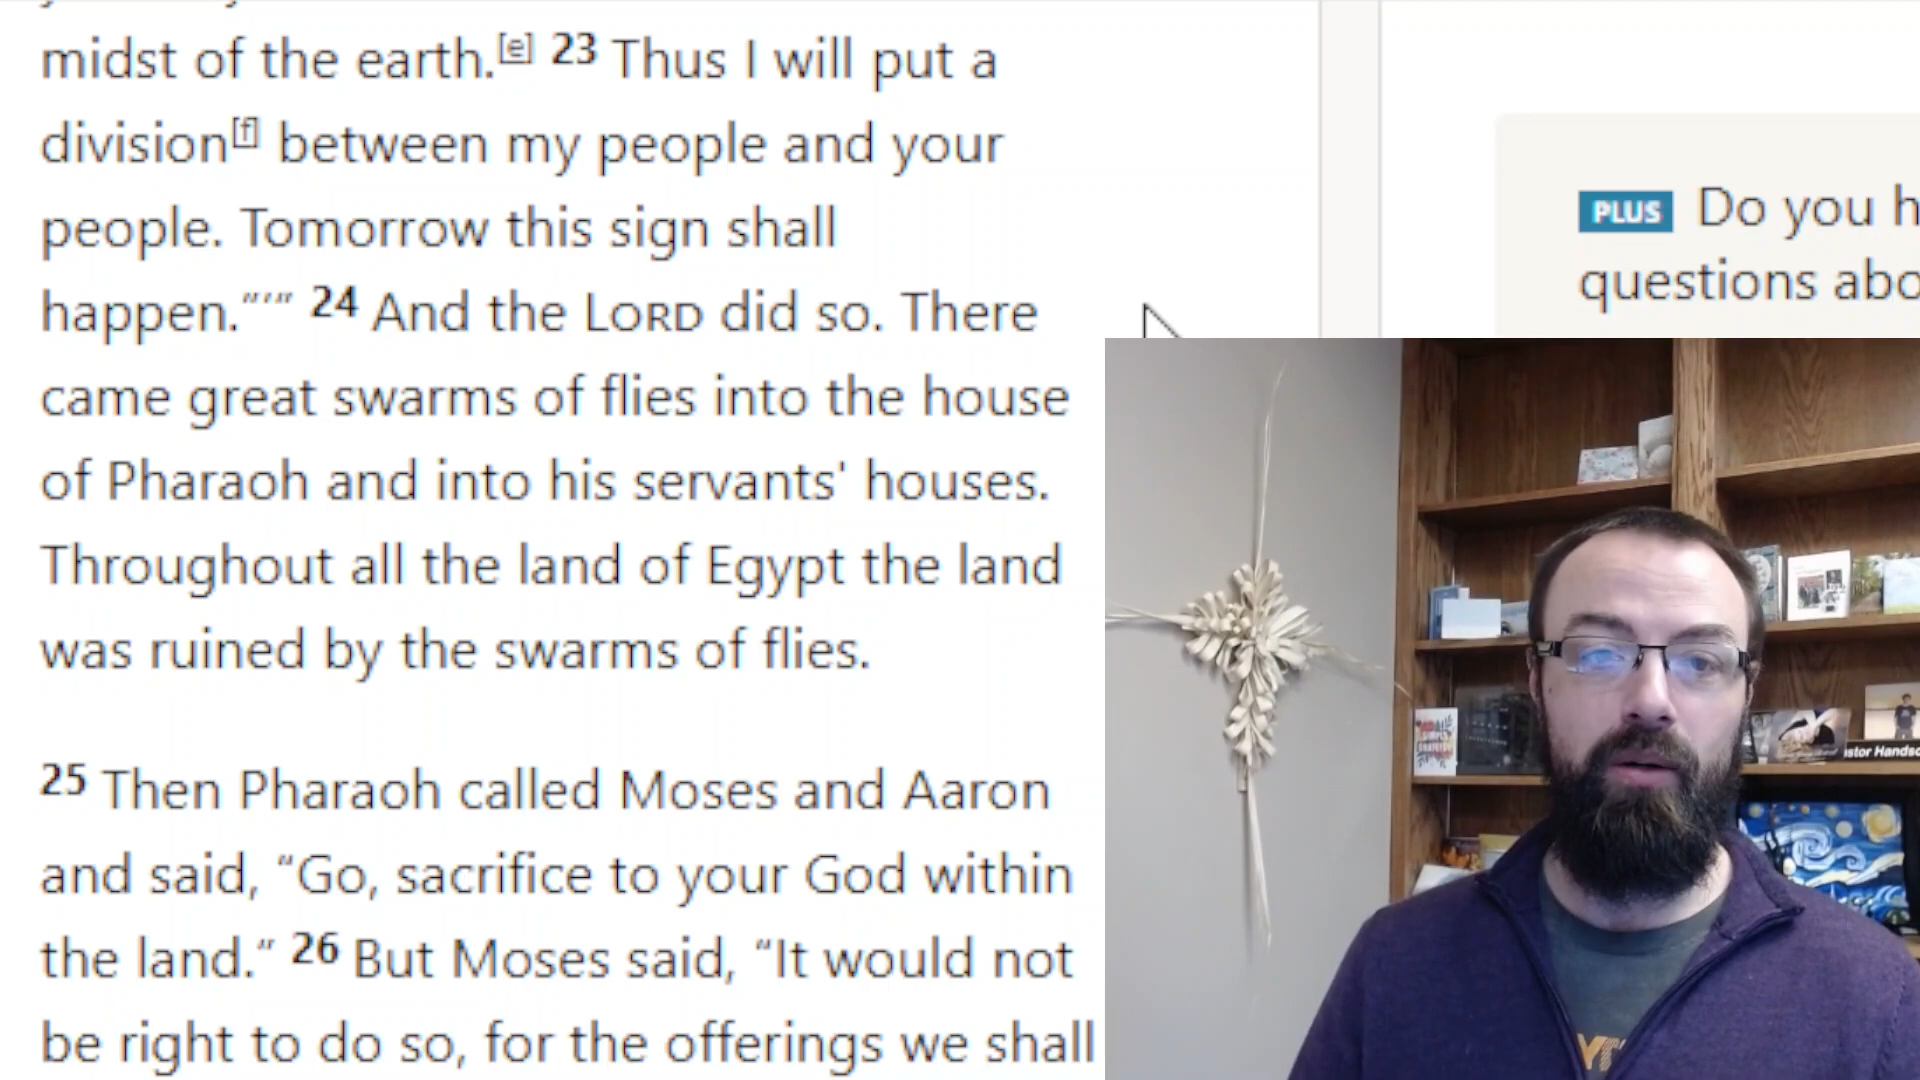 midst of the earth.[e] 23 Thus I will put a
division[f] between my people and your
people. Tomorrow this sign shall
happen.”’” 24 And the LORD did so. There
came great swarms of flies into the house
of Pharaoh and into his servants' houses.
Throughout all the land of Egypt the land
was ruined by the swarms of flies.
25 Then Pharaoh called Moses and Aaron
and said, “Go, sacrifice to your God within
the land.” 26 But Moses said, “It would not
be right to do so, for the offerings we shall
PLUS Do you h
questions abo
SIMPLY
GRATEFUL
stor Handso